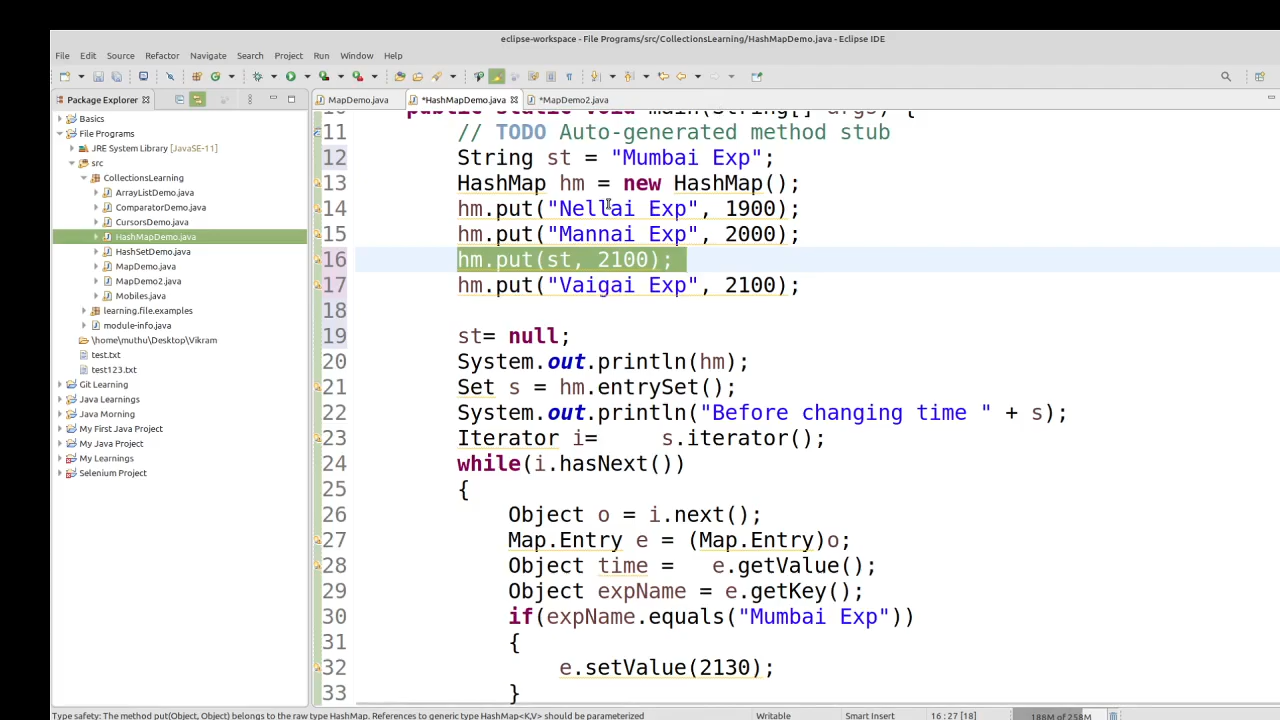 eclipse-workspace - File Programs/src/CollectionsLearning/HashMapDemo.java - Eclipse IDE
File Edit Source Refactor Navigate Search Project Run Window Help
Package Explorer
MapDemo.java
*HashMapDemo.java
*MapDemo2.java
Basics
File Programs
JRE System Library [JavaSE-11]
src
CollectionsLearning
ArrayListDemo.java
ComparatorDemo.java
CursorsDemo.java
HashMapDemo.java
HashSetDemo.java
MapDemo.java
MapDemo2.java
Mobiles.java
learning.file.examples
module-info.java
\home\muthu\Desktop\Vikram
test.txt
test123.txt
Git Learning
Java Learnings
Java Morning
My First Java Project
My Java Project
My Learnings
Selenium Project
10 public static void main(String[] args) {
11 // TODO Auto-generated method stub
12 String st = "Mumbai Exp";
13 HashMap hm = new HashMap();
14 hm.put("Nellai Exp", 1900);
15 hm.put("Mannai Exp", 2000);
16 hm.put(st, 2100);
17 hm.put("Vaigai Exp", 2100);
18
19 st= null;
20 System.out.println(hm);
21 Set s = hm.entrySet();
22 System.out.println("Before changing time " + s);
23 Iterator i= s.iterator();
24 while(i.hasNext())
25 {
26 Object o = i.next();
27 Map.Entry e = (Map.Entry)o;
28 Object time = e.getValue();
29 Object expName = e.getKey();
30 if(expName.equals("Mumbai Exp"))
31 {
32 e.setValue(2130);
33 }
Type safety: The method put(Object, Object) belongs to the raw type HashMap. References to generic type HashMap<K,V> should be parameterized
Writable
Smart Insert
16 : 27 [18]
188M of 258M